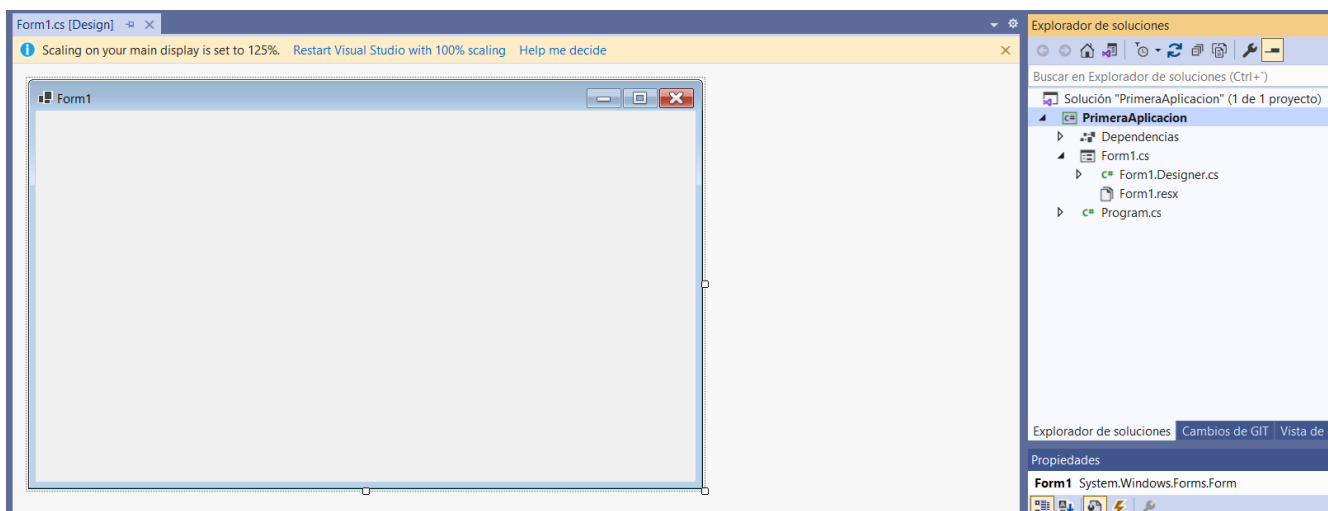 Form1.cs [Design]
Scaling on your main display is set to 125%. Restart Visual Studio with 100% scaling Help me decide
Form1
Explorador de soluciones
Buscar en Explorador de soluciones (Ctrl+`)
Solución "PrimeraAplicacion" (1 de 1 proyecto)
C# PrimeraAplicacion
Dependencias
Form1.cs
C# Form1.Designer.cs
Form1.resx
C# Program.cs
Explorador de soluciones Cambios de GIT Vista de
Propiedades
Form1 System.Windows.Forms.Form